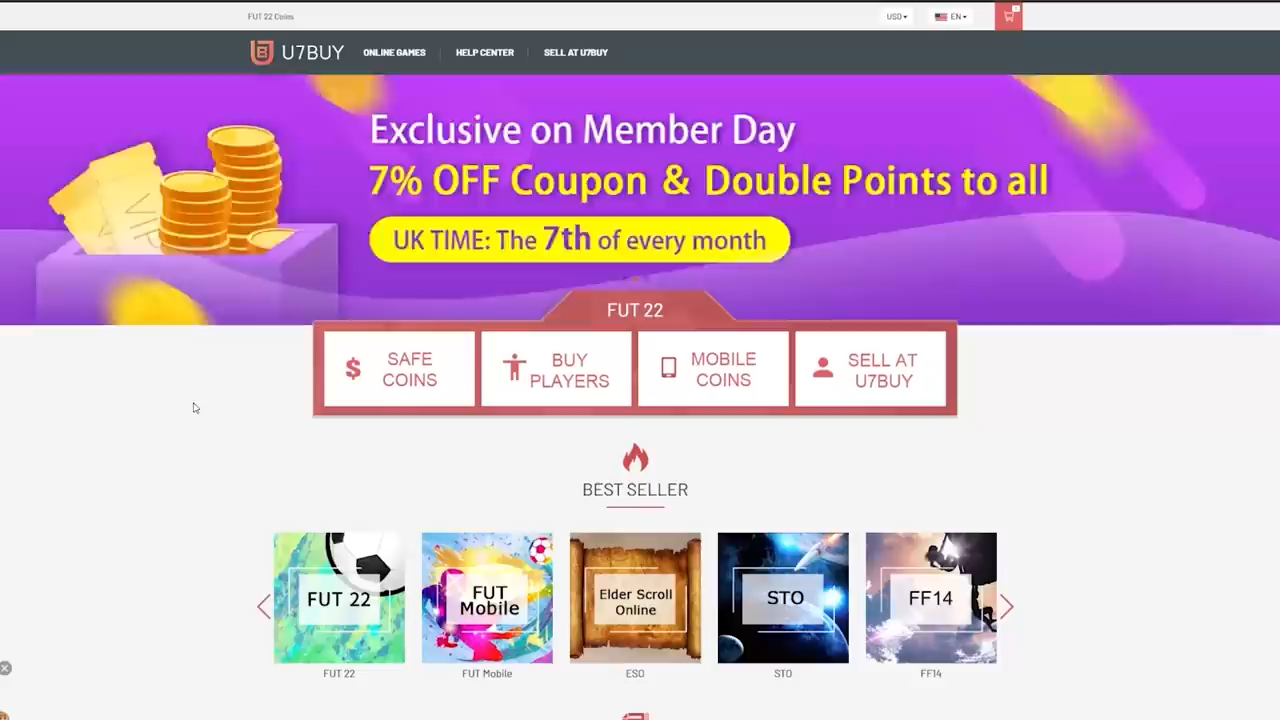 FUT 22 Coins
USD
EN
1
U7BUY
ONLINE GAMES
HELP CENTER
SELL AT U7BUY
Exclusive on Member Day
7% OFF Coupon & Double Points to all
UK TIME: The 7th of every month
VIP
FUT 22
SAFE
COINS
BUY
PLAYERS
MOBILE
COINS
SELL AT
U7BUY
BEST SELLER
FUT 22
FUT
Mobile
Elder Scroll
Online
STO
FF14
FUT 22
FUT Mobile
ESO
STO
FF14